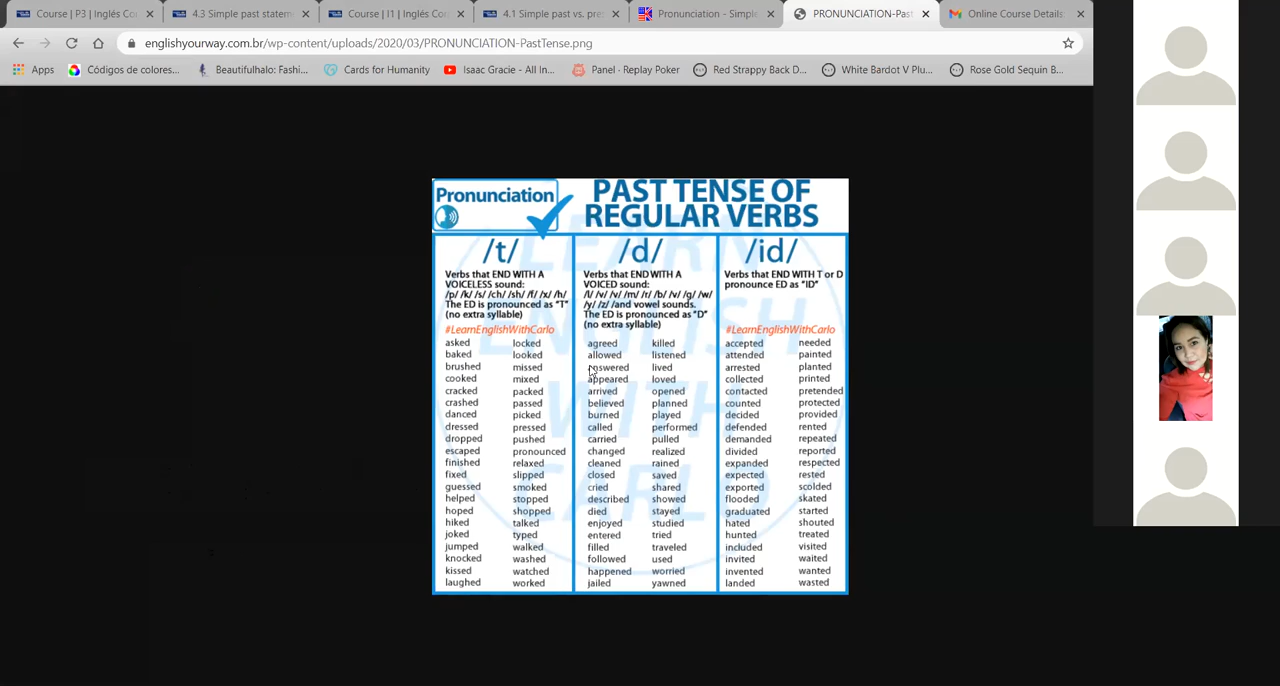 Course | P3 | Inglés Co
4.3 Simple past statem
Course | I1 | Inglés Co
4.1 Simple past vs. pre
Pronunciation - Simple
PRONUNCIATION-Past
Online Course Details:
englishyourway.com.br/wp-content/uploads/2020/03/PRONUNCIATION-PastTense.png
Apps
Códigos de colores...
Beautifulhalo: Fashi...
Cards for Humanity
Isaac Gracie - All In...
Panel · Replay Poker
Red Strappy Back D...
White Bardot V Plu...
Rose Gold Sequin B...
Pronunciation
PAST TENSE OF
REGULAR VERBS
/t/
Verbs that END WITH A
VOICELESS sound:
/p/ /k/ /s/ /ch/ /sh/ /f/ /x/ /h/
The ED is pronounced as "T"
(no extra syllable)
#LearnEnglishWithCarlo
asked locked
baked looked
brushed missed
cooked mixed
cracked packed
crashed passed
danced picked
dressed pressed
dropped pushed
escaped pronounced
finished relaxed
fixed slipped
guessed smoked
helped stopped
hoped shopped
hiked talked
joked typed
jumped walked
knocked washed
kissed watched
laughed worked
/d/
Verbs that END WITH A
VOICED sound:
/l/ /v/ /v/ /m/ /r/ /b/ /v/ /g/ /w/
/y/ /z/ /and vowel sounds.
The ED is pronounced as "D"
(no extra syllable)
agreed killed
allowed listened
answered lived
appeared loved
arrived opened
believed planned
burned played
called performed
carried pulled
changed realized
cleaned rained
closed saved
cried shared
described showed
died stayed
enjoyed studied
entered tried
filled traveled
followed used
happened worried
jailed yawned
/id/
Verbs that END WITH T or D
pronounce ED as "ID"
#LearnEnglishWithCarlo
accepted needed
attended painted
arrested planted
collected printed
contacted pretended
counted protected
decided provided
defended rented
demanded repeated
divided reported
expanded respected
expected rested
exported scolded
flooded skated
graduated started
hated shouted
hunted treated
included visited
invited waited
invented wanted
landed wasted
LEARN
ENGLISH
WITH
CARLO